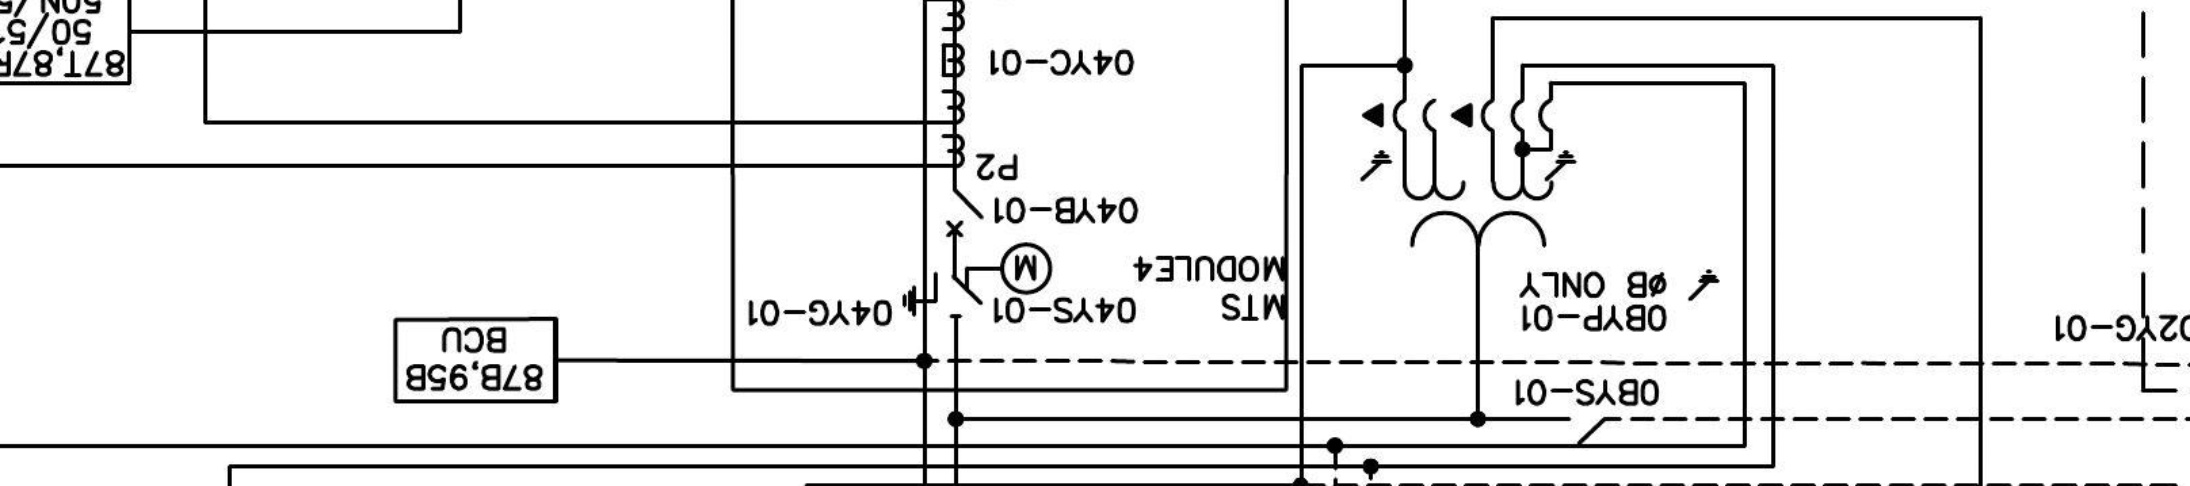 02YG-01
0BYS-01
0BYP-01
ØB ONLY
MTS
MODULE4
04YS-01
M
04YG-01
04YB-01
P2
04YC-01
87B,95B
BCU
87T,87R
50/51
50N/5